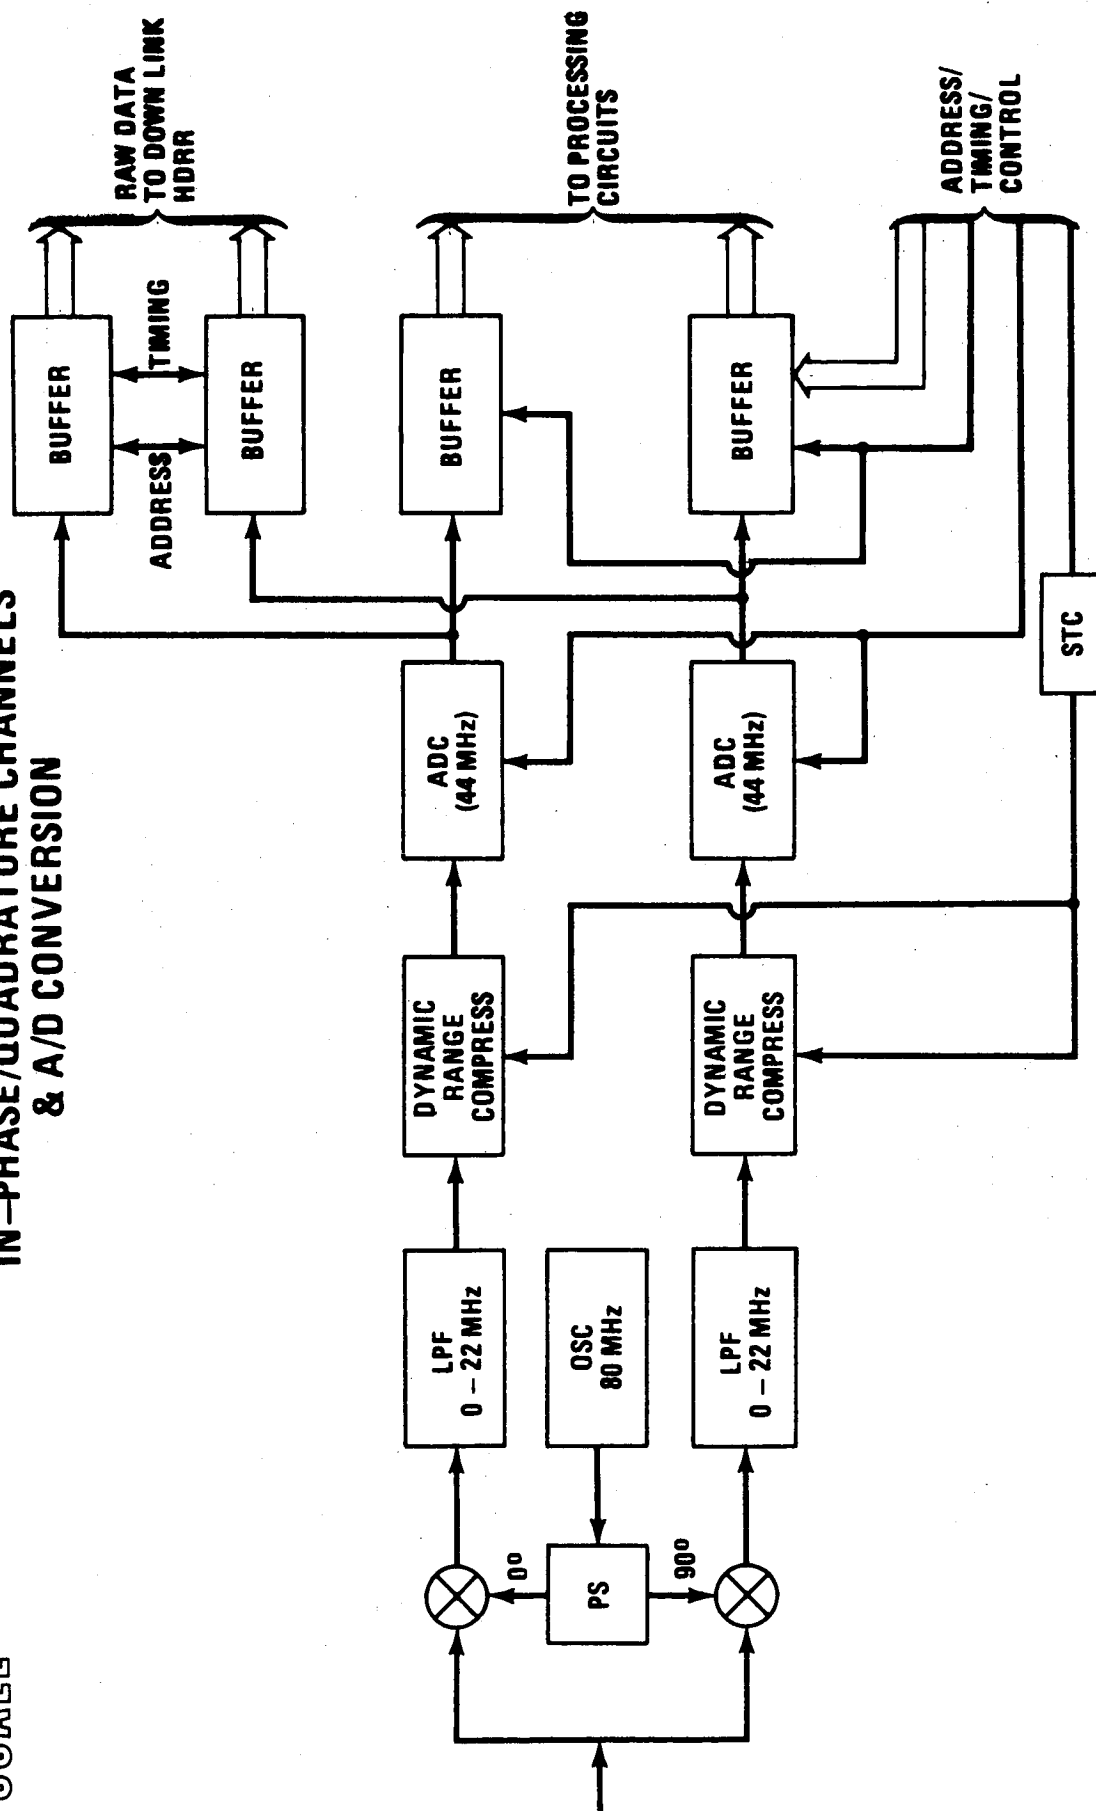 IN–PHASE/QUADRATURE CHANNELS
& A/D CONVERSION
RAW DATA
TO DOWN LINK
HDRR
TO PROCESSING
CIRCUITS
ADDRESS/
TIMING/
CONTROL
BUFFER
TIMING
ADDRESS
BUFFER
BUFFER
BUFFER
ADC
(44 MHz)
ADC
(44 MHz)
STC
DYNAMIC
RANGE
COMPRESS
DYNAMIC
RANGE
COMPRESS
LPF
0 – 22 MHz
OSC
80 MHz
LPF
0 – 22 MHz
0º
PS
90º